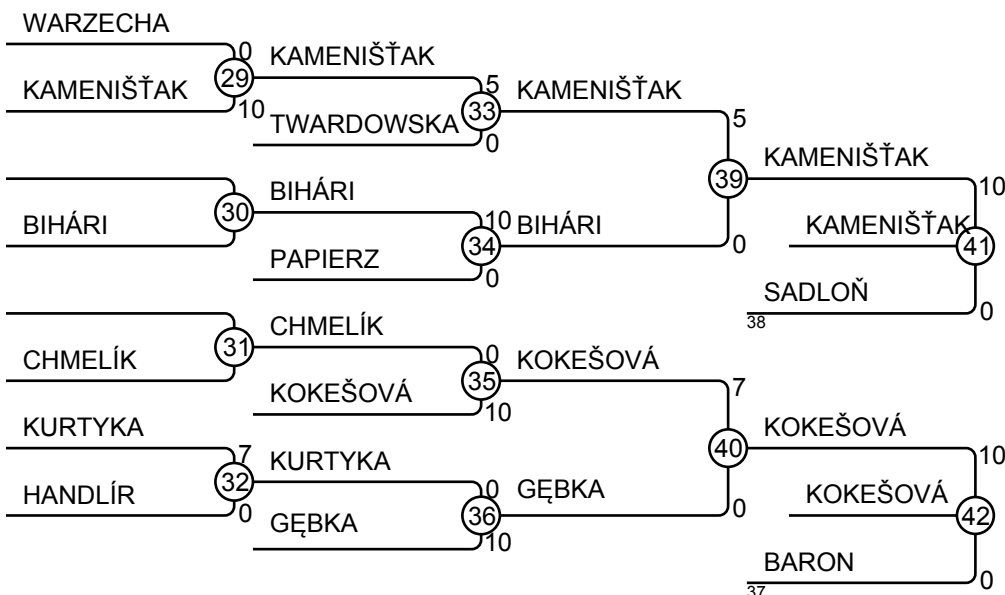 WARZECHA
0
KAMENIŠŤAK
29
5
KAMENIŠŤAK
KAMENIŠŤAK
10
33
5
TWARDOWSKA
0
KAMENIŠŤAK
39
10
BIHÁRI
30
BIHÁRI
10
BIHÁRI
KAMENIŠŤAK
34
0
41
PAPIERZ
0
SADLOŇ
38
0
CHMELÍK
31
0
CHMELÍK
KOKEŠOVÁ
35
7
KOKEŠOVÁ
10
KURTYKA
7
KOKEŠOVÁ
40
10
KURTYKA
32
0
HANDLÍR
GĘBKA
KOKEŠOVÁ
0
36
0
42
GĘBKA
10
BARON
37
0